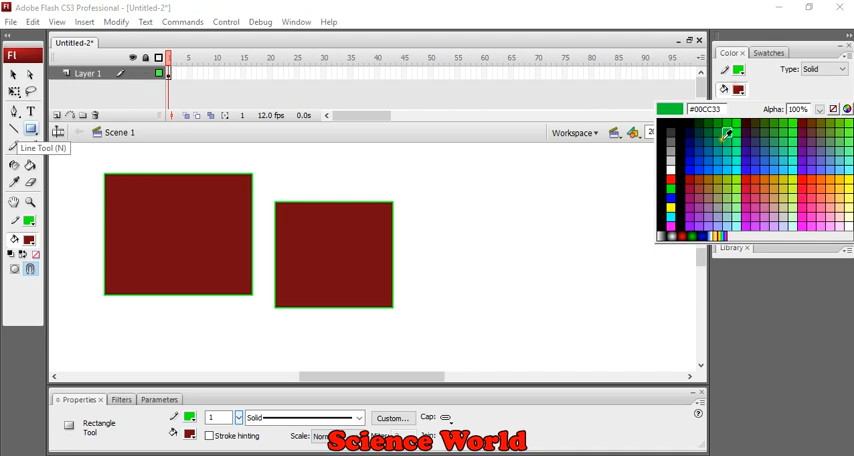 Adobe Flash CS3 Professional - [Untitled-2*]
File Edit View Insert Modify Text Commands Control Debug Window Help
Untitled-2*
Color Swatches
Type: Solid
1 5 10 15 20 25 30 35 40 45 50 55 60 65 70 75 80 85 90 95
Layer 1
#00CC33 Alpha: 100%
1 12.0 fps 0.0s
Scene 1 Workspace
Line Tool (N)
Library
Properties Filters Parameters
Rectangle Tool
1 Solid Custom... Cap:
Stroke hinting Scale:
Science World